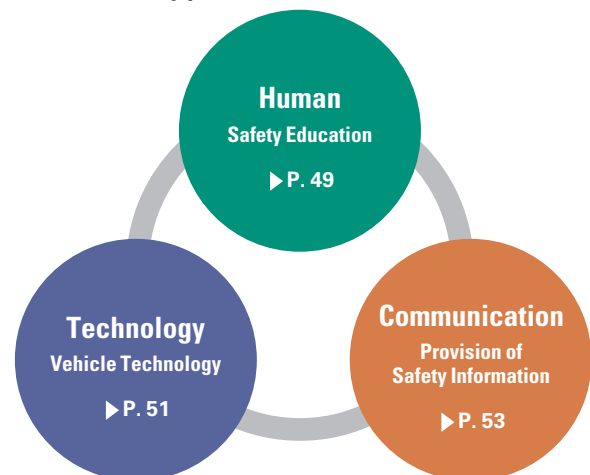 Human
Safety Education
▶P. 49
Technology
Vehicle Technology
▶P. 51
Communication
Provision of
Safety Information
▶P. 53